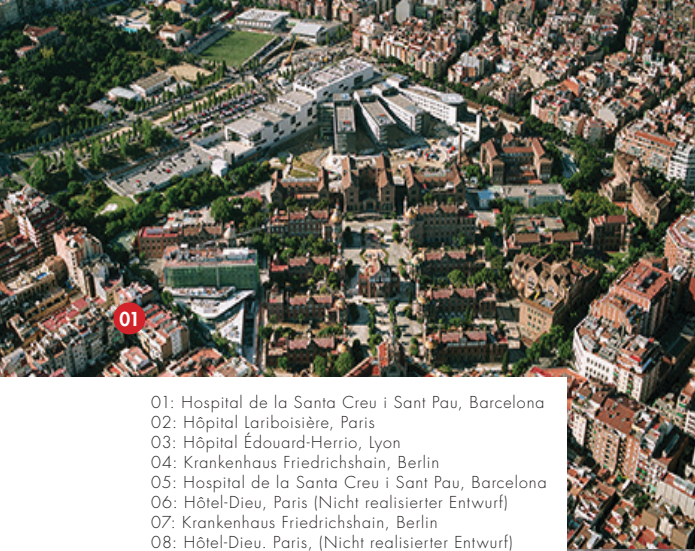 01
01: Hospital de la Santa Creu i Sant Pau, Barcelona
02: Hôpital Lariboisière, Paris
03: Hôpital Édouard-Herrio, Lyon
04: Krankenhaus Friedrichshain, Berlin
05: Hospital de la Santa Creu i Sant Pau, Barcelona
06: Hôtel-Dieu, Paris (Nicht realisierter Entwurf)
07: Krankenhaus Friedrichshain, Berlin
08: Hôtel-Dieu. Paris, (Nicht realisierter Entwurf)